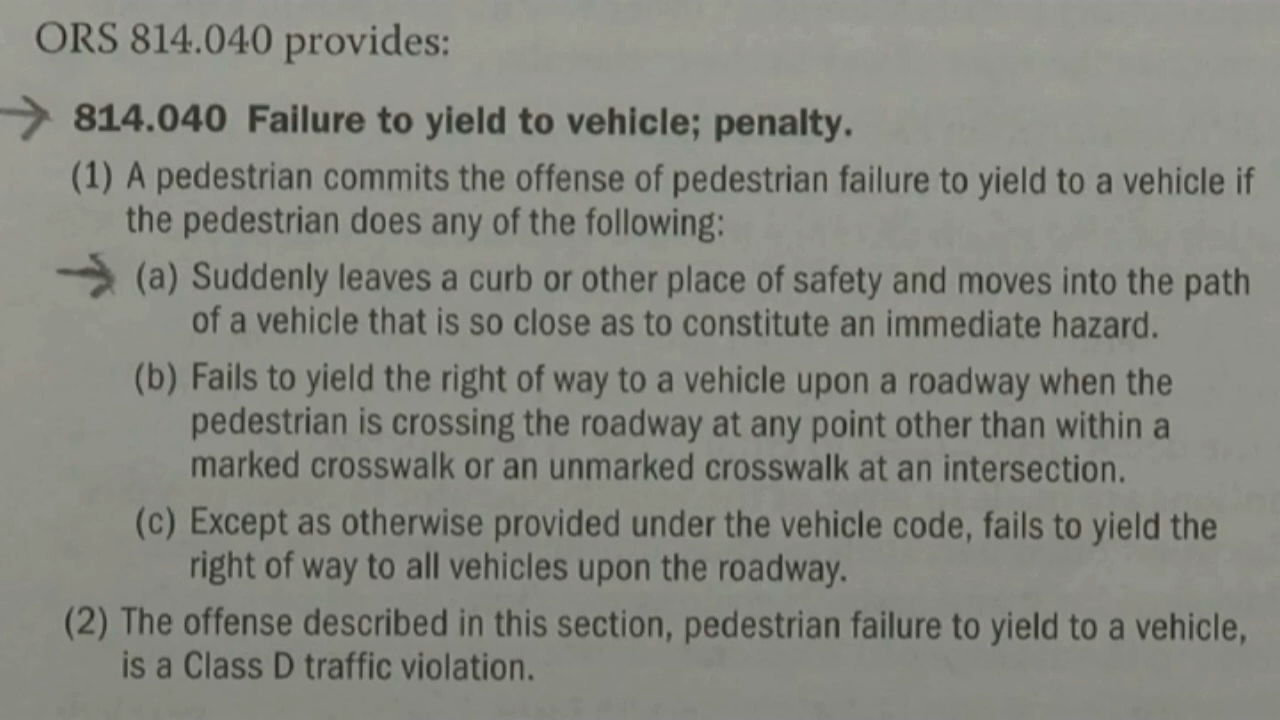 ORS 814.040 provides:
814.040 Failure to yield to vehicle; penalty.
(1) A pedestrian commits the offense of pedestrian failure to yield to a vehicle if
the pedestrian does any of the following:
(a) Suddenly leaves a curb or other place of safety and moves into the path
of a vehicle that is so close as to constitute an immediate hazard.
(b) Fails to yield the right of way to a vehicle upon a roadway when the
pedestrian is crossing the roadway at any point other than within a
marked crosswalk or an unmarked crosswalk at an intersection.
(c) Except as otherwise provided under the vehicle code, fails to yield the
right of way to all vehicles upon the roadway.
(2) The offense described in this section, pedestrian failure to yield to a vehicle,
is a Class D traffic violation.